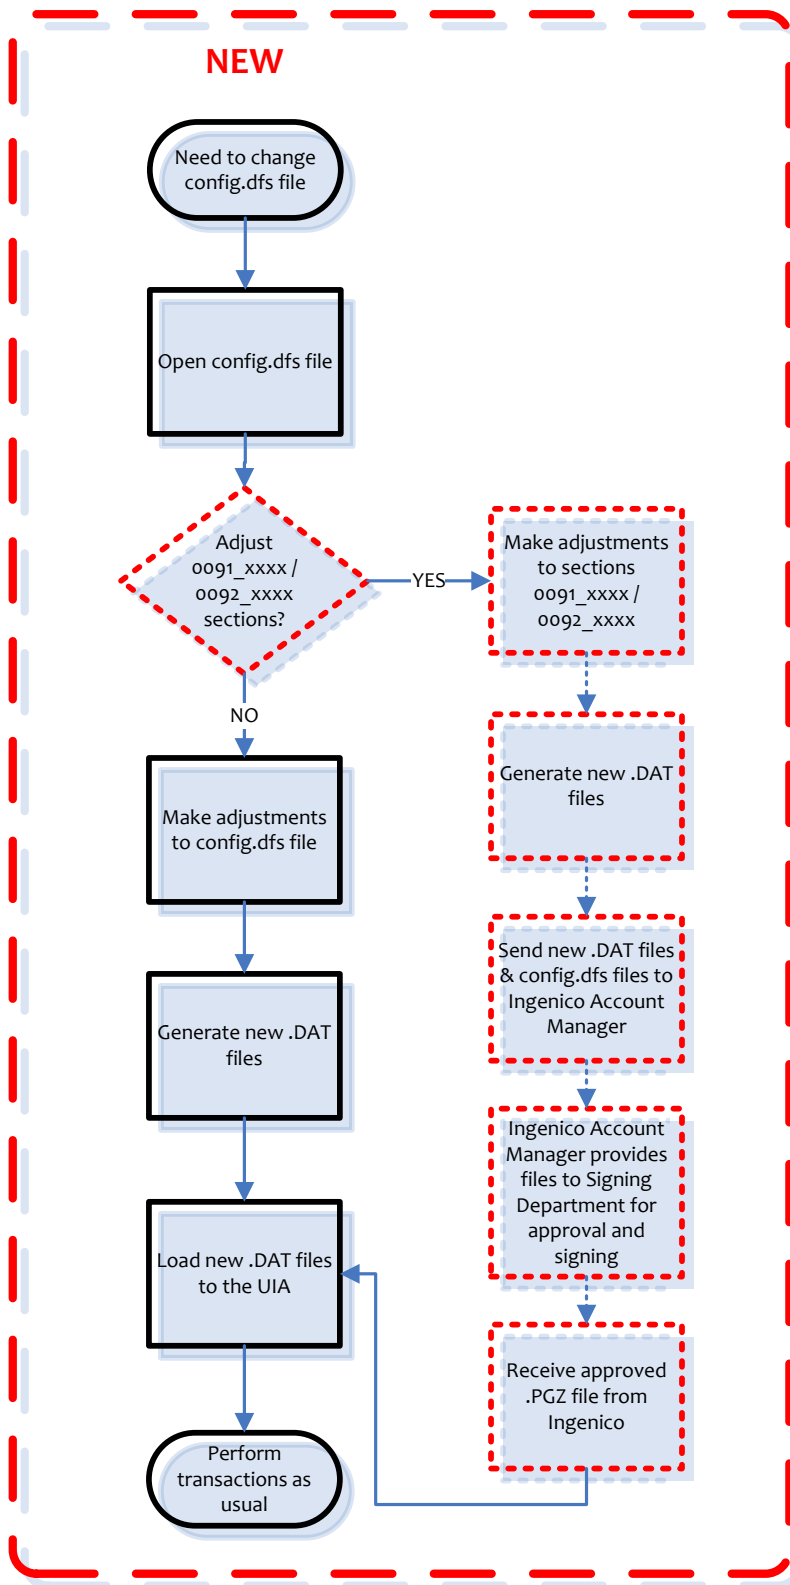 NEW
Need to change
config.dfs file
Open config.dfs file
Adjust
0091_xxxx /
0092_xxxx
sections?
YES
Make adjustments
to sections
0091_xxxx /
0092_xxxx
NO
Generate new .DAT
files
Make adjustments
to config.dfs file
Send new .DAT files
& config.dfs files to
Ingenico Account
Manager
Generate new .DAT
files
Ingenico Account
Manager provides
files to Signing
Department for
approval and
signing
Load new .DAT files
to the UIA
Receive approved
.PGZ file from
Ingenico
Perform
transactions as
usual